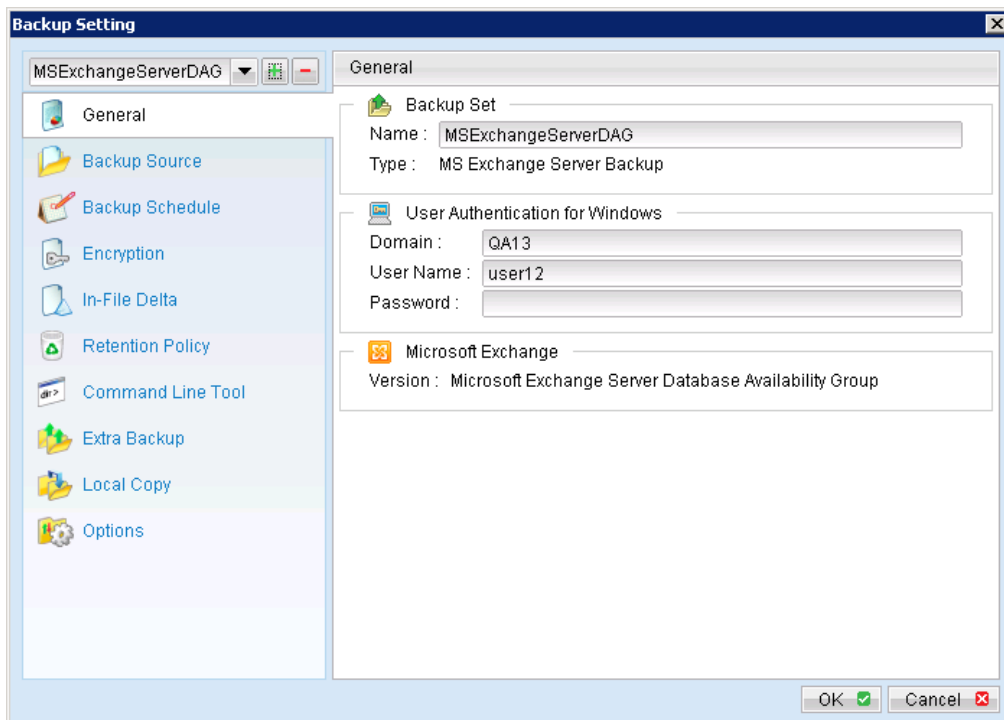 Backup Setting
MSExchangeServerDAG
General
Backup Source
Backup Schedule
Encryption
In-File Delta
Retention Policy
dir>
Command Line Tool
Extra Backup
Local Copy
Options
General
Backup Set
Name : MSExchangeServerDAG
Type : MS Exchange Server Backup
User Authentication for Windows
Domain : QA13
User Name : user12
Password :
Microsoft Exchange
Version : Microsoft Exchange Server Database Availability Group
OK Cancel